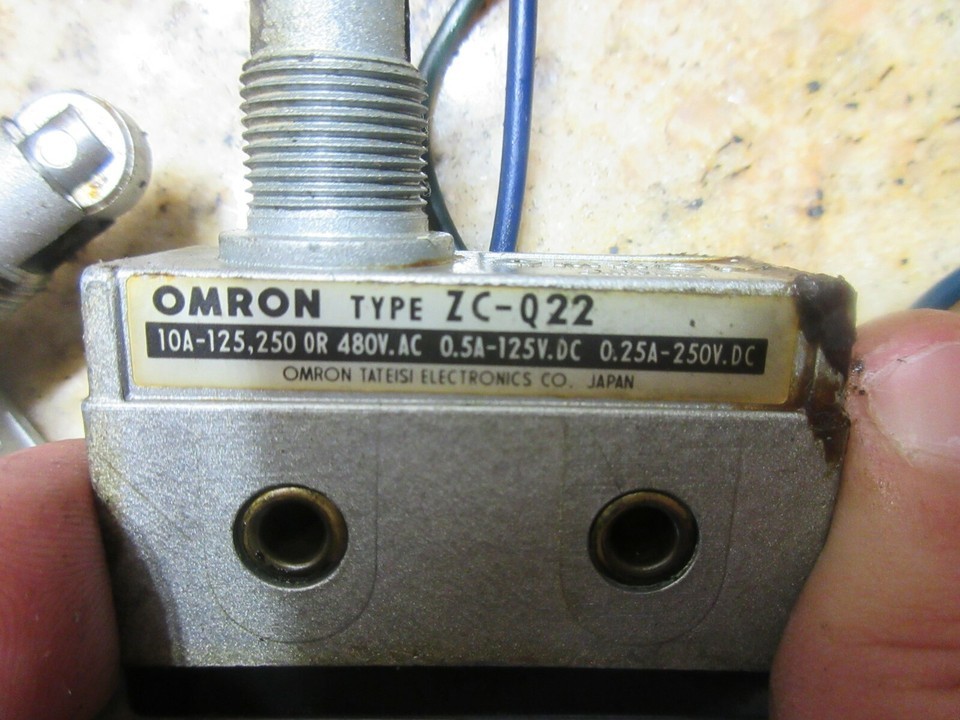 OMRON TYPE ZC-Q22
10A-125,250 OR 480V.AC 0.5A-125V.DC 0.25A-250V.DC
OMRON TATEISI ELECTRONICS CO. JAPAN